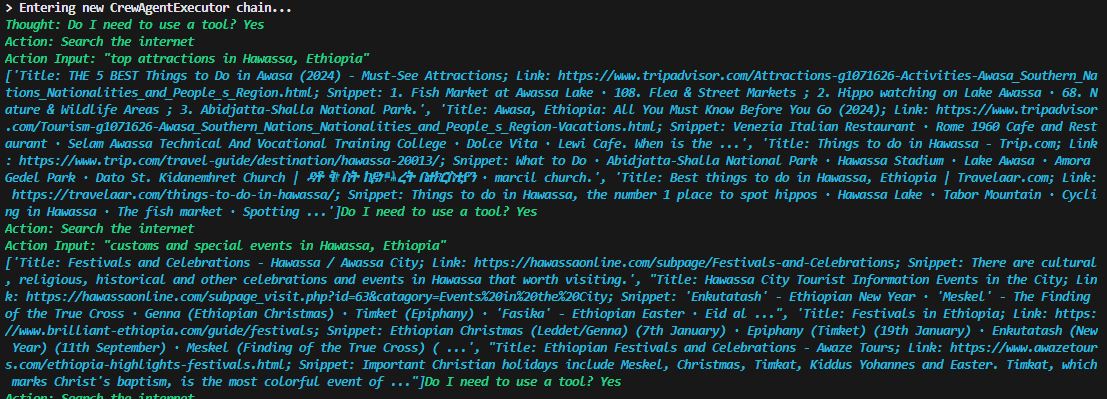 > Entering new CrewAgentExecutor chain...
Thought: Do I need to use a tool? Yes
Action: Search the internet
Action Input: "top attractions in Hawassa, Ethiopia"
['Title: THE 5 BEST Things to Do in Awasa (2024) - Must-See Attractions; Link: https://www.tripadvisor.com/Attractions-g1071626-Activities-Awasa_Southern_Na
tions_Nationalities_and_People_s_Region.html; Snippet: 1. Fish Market at Awassa Lake · 108. Flea & Street Markets ; 2. Hippo watching on Lake Awassa · 68. N
ature & Wildlife Areas ; 3. Abidjatta-Shalla National Park.', 'Title: Awasa, Ethiopia: All You Must Know Before You Go (2024); Link: https://www.tripadvisor
.com/Tourism-g1071626-Awasa_Southern_Nations_Nationalities_and_People_s_Region-Vacations.html; Snippet: Venezia Italian Restaurant · Rome 1960 Cafe and Rest
aurant · Selam Awassa Technical And Vocational Training College · Dolce Vita · Lewi Cafe. When is the ...', 'Title: Things to do in Hawassa - Trip.com; Link
: https://www.trip.com/travel-guide/destination/hawassa-20013/; Snippet: What to Do · Abidjatta-Shalla National Park · Hawassa Stadium · Lake Awasa · Amora
Gedel Park · Dato St. Kidanemhret Church | · marcil church.', 'Title: Best things to do in Hawassa, Ethiopia | Travelaar.com; Link:
https://travelaar.com/things-to-do-in-hawassa/; Snippet: Things to do in Hawassa, the number 1 place to spot hippos · Hawassa Lake · Tabor Mountain · Cycli
ng in Hawassa · The fish market · Spotting ...']Do I need to use a tool? Yes
Action: Search the internet
Action Input: "customs and special events in Hawassa, Ethiopia"
['Title: Festivals and Celebrations - Hawassa / Awassa City; Link: https://hawassaonline.com/subpage/Festivals-and-Celebrations; Snippet: There are cultural
, religious, historical and other celebrations and events in Hawassa that worth visiting.', "Title: Hawassa City Tourist Information Events in the City; Lin
k: https://hawassaonline.com/subpage_visit.php?id=63&catagory=Events%20in%20the%20City; Snippet: 'Enkutatash' - Ethiopian New Year · 'Meskel' - The Finding
of the True Cross · Genna (Ethiopian Christmas) · Timket (Epiphany) · 'Fasika' - Ethiopian Easter · Eid al ...", 'Title: Festivals in Ethiopia; Link: https:
//www.brilliant-ethiopia.com/guide/festivals; Snippet: Ethiopian Christmas (Leddet/Genna) (7th January) · Epiphany (Timket) (19th January) · Enkutatash (New
Year) (11th September) · Meskel (Finding of the True Cross) ( ...', "Title: Ethiopian Festivals and Celebrations - Awaze Tours; Link: https://www.awazetour
s.com/ethiopia-highlights-festivals.html; Snippet: Important Christian holidays include Meskel, Christmas, Timkat, Kiddus Yohannes and Easter. Timkat, which
marks Christ's baptism, is the most colorful event of ..."]Do I need to use a tool? Yes
Action: Search the internet